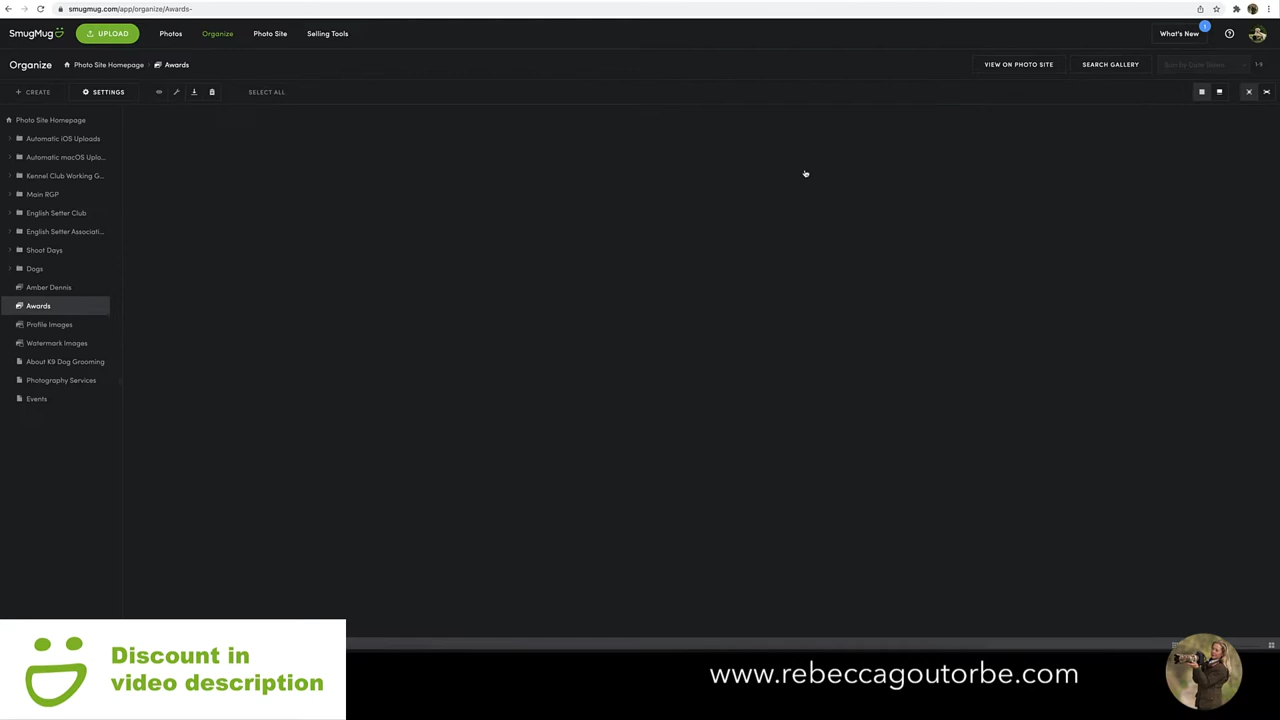 smugmug.com/app/organize/Awards-
SmugMug UPLOAD Photos Organize Photo Site Selling Tools What's New 1
Organize Photo Site Homepage Awards VIEW ON PHOTO SITE SEARCH GALLERY
+ CREATE SETTINGS SELECT ALL
Photo Site Homepage
Automatic iOS Uploads
Automatic macOS Uplo...
Kennel Club Working G...
Main RGP
English Setter Club
English Setter Associati...
Shoot Days
Dogs
Amber Dennis
Awards
Profile Images
Watermark Images
About K9 Dog Grooming
Photography Services
Events
Discount in
video description
www.rebeccagoutorbe.com